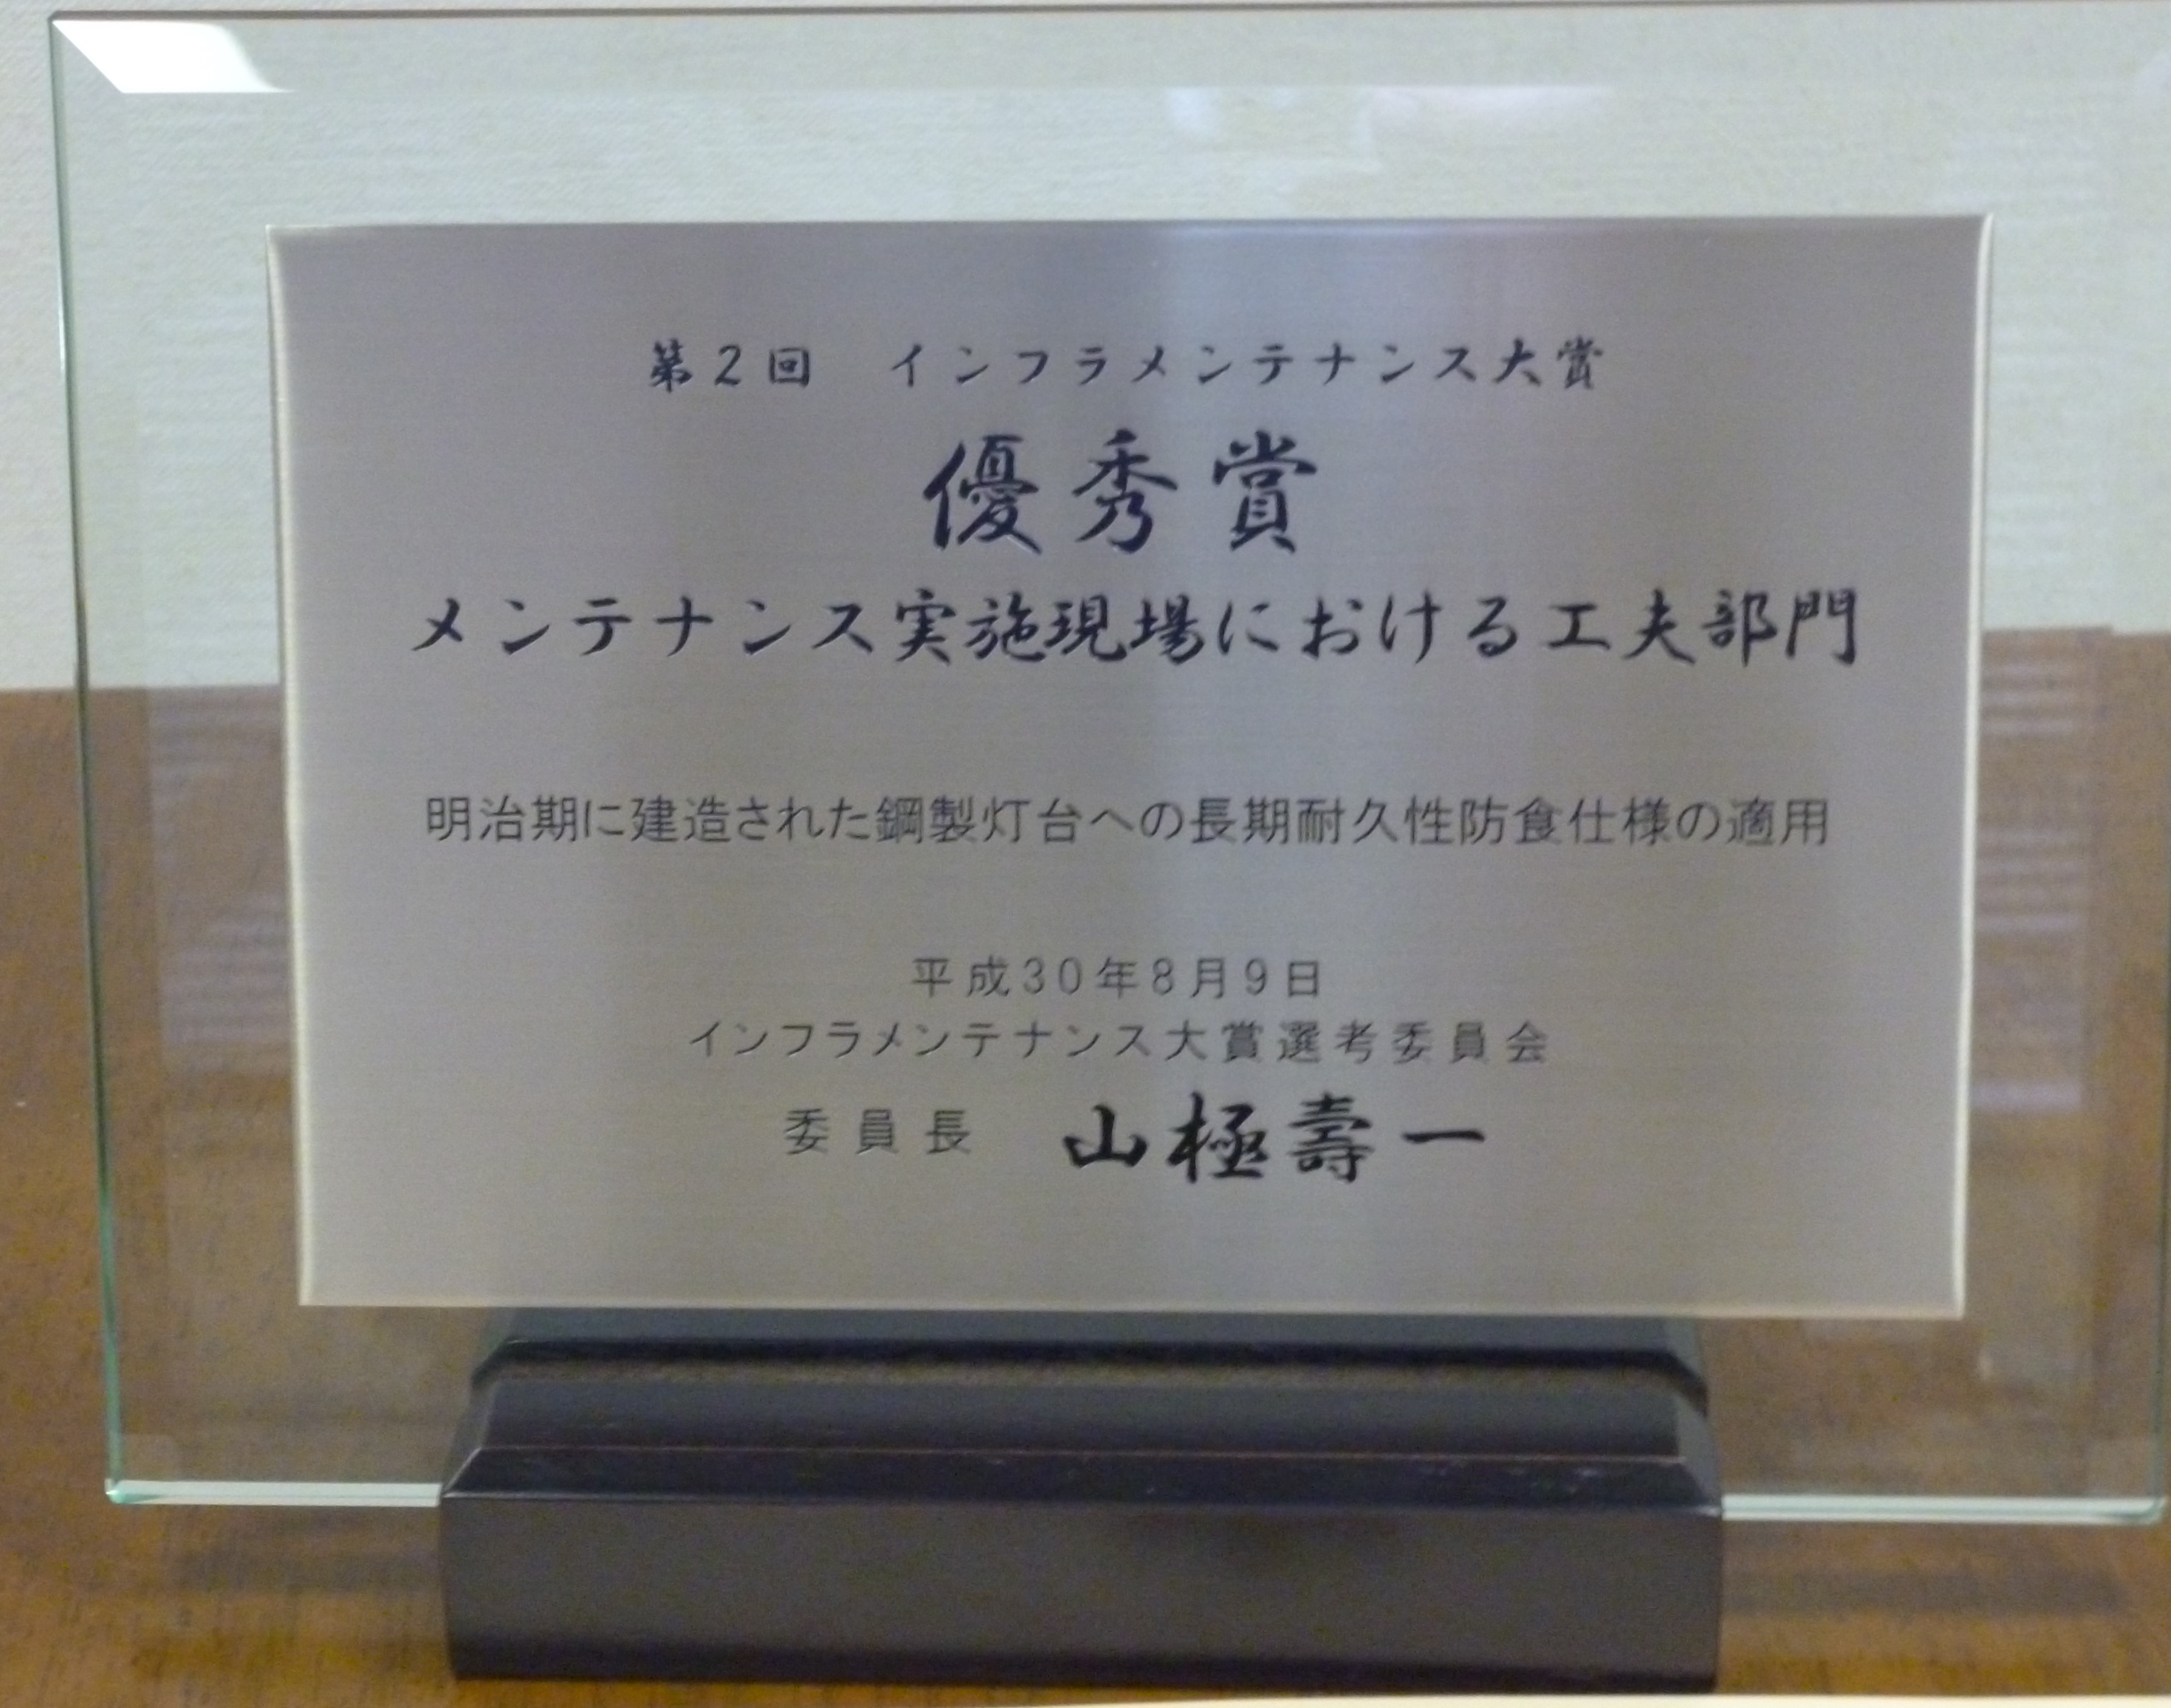 第2回 インフラメンテナンス大賞
優秀賞
メンテナンス実施現場における工夫部門
明治期に建造された鋼製灯台への長期耐久性防食仕様の適用
平成30年8月9日
インフラメンテナンス大賞選考委員会
委員長 山極壽一